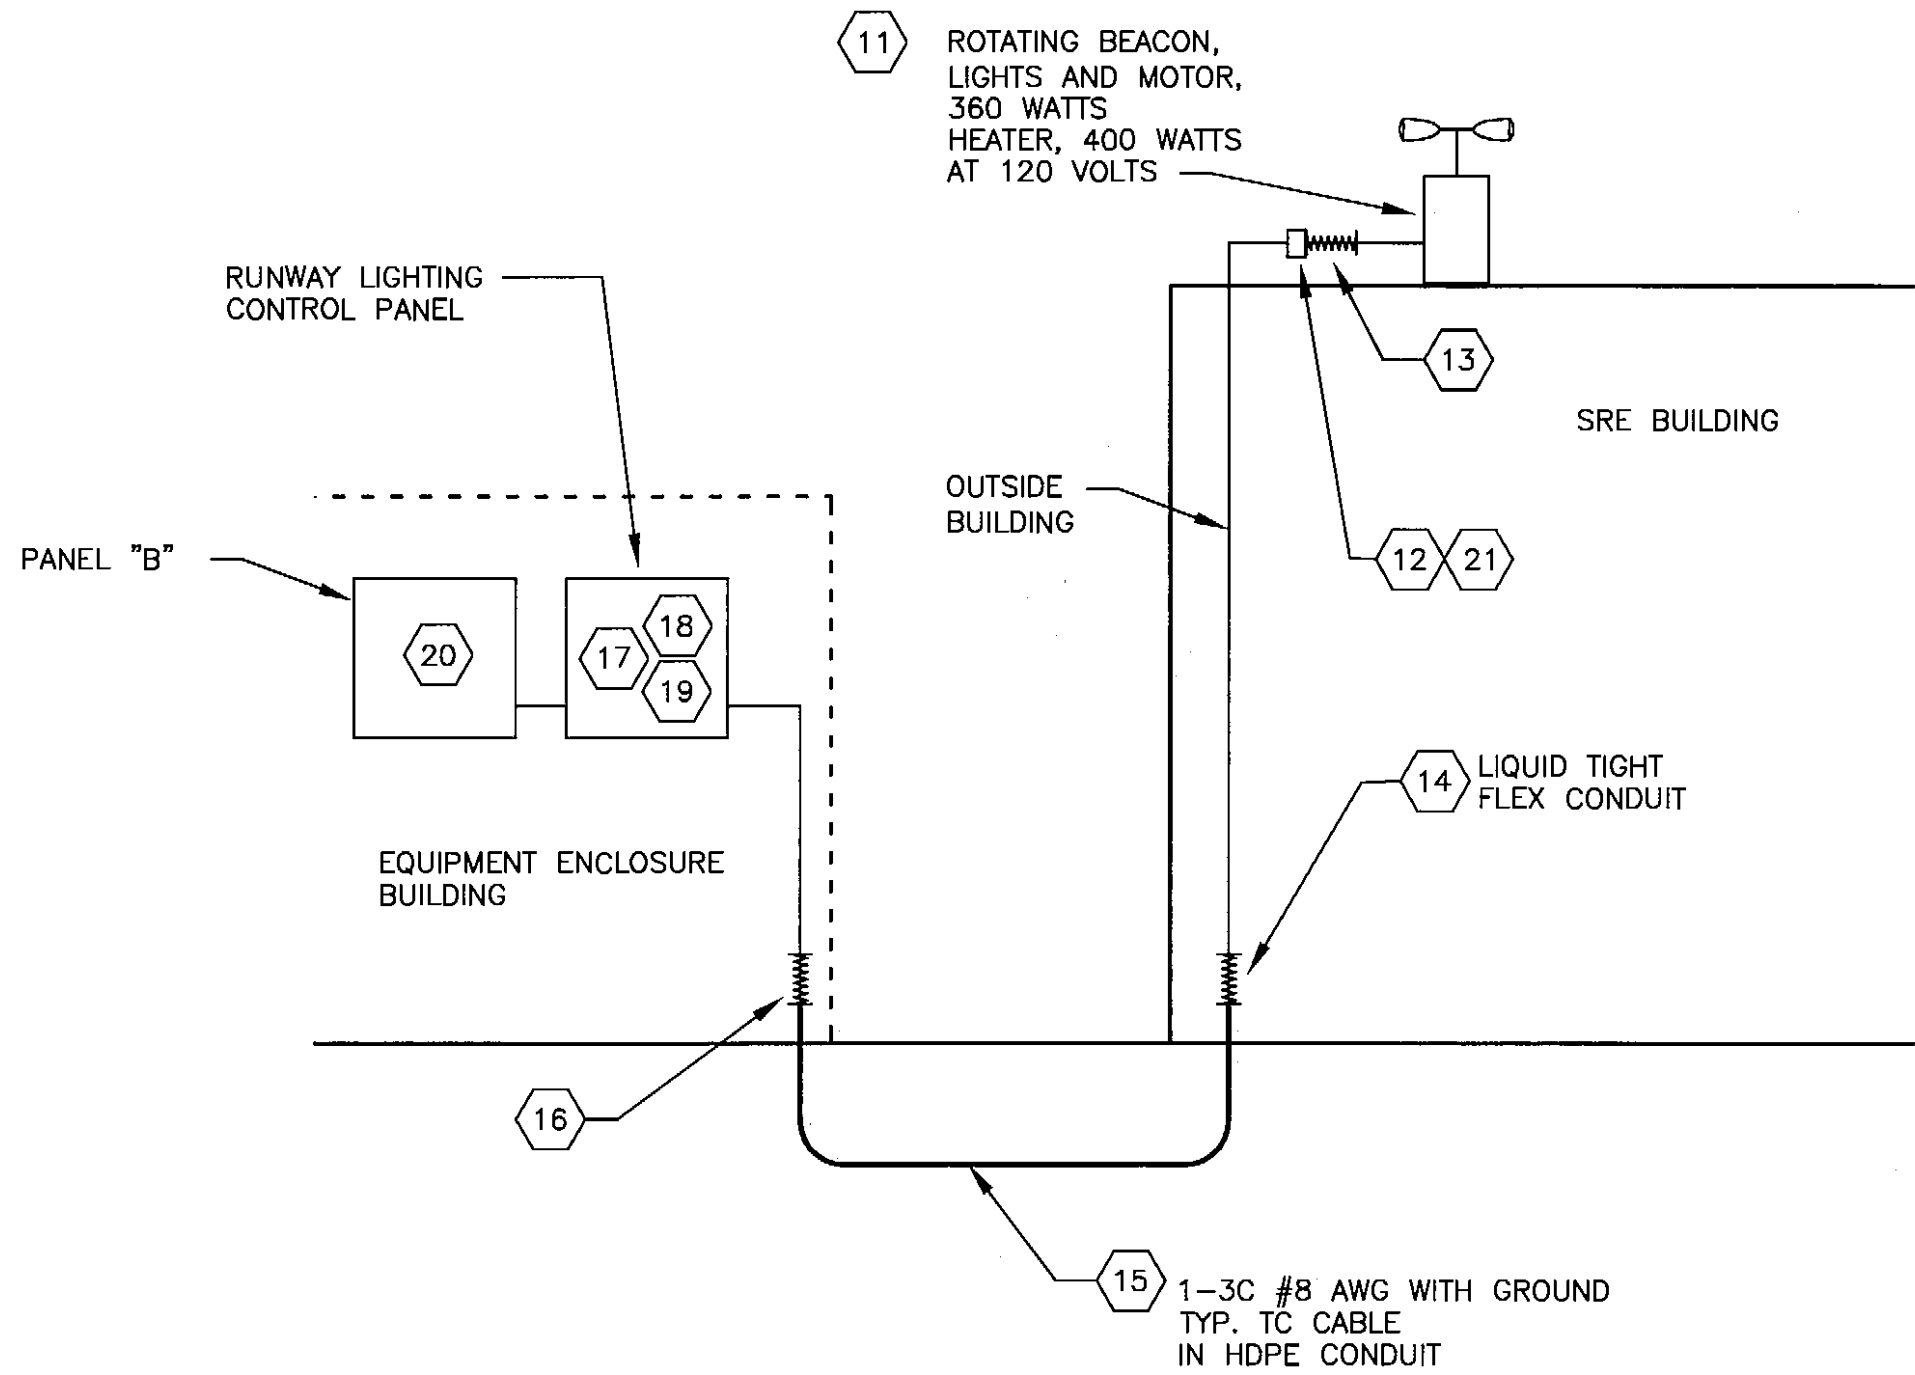 11
ROTATING BEACON,
LIGHTS AND MOTOR,
360 WATTS
HEATER, 400 WATTS
AT 120 VOLTS
RUNWAY LIGHTING
CONTROL PANEL
13
SRE BUILDING
OUTSIDE
BUILDING
12 21
PANEL "B"
20
17
18
19
14
LIQUID TIGHT
FLEX CONDUIT
EQUIPMENT ENCLOSURE
BUILDING
16
15
1-3C #8 AWG WITH GROUND
TYP. TC CABLE
IN HDPE CONDUIT